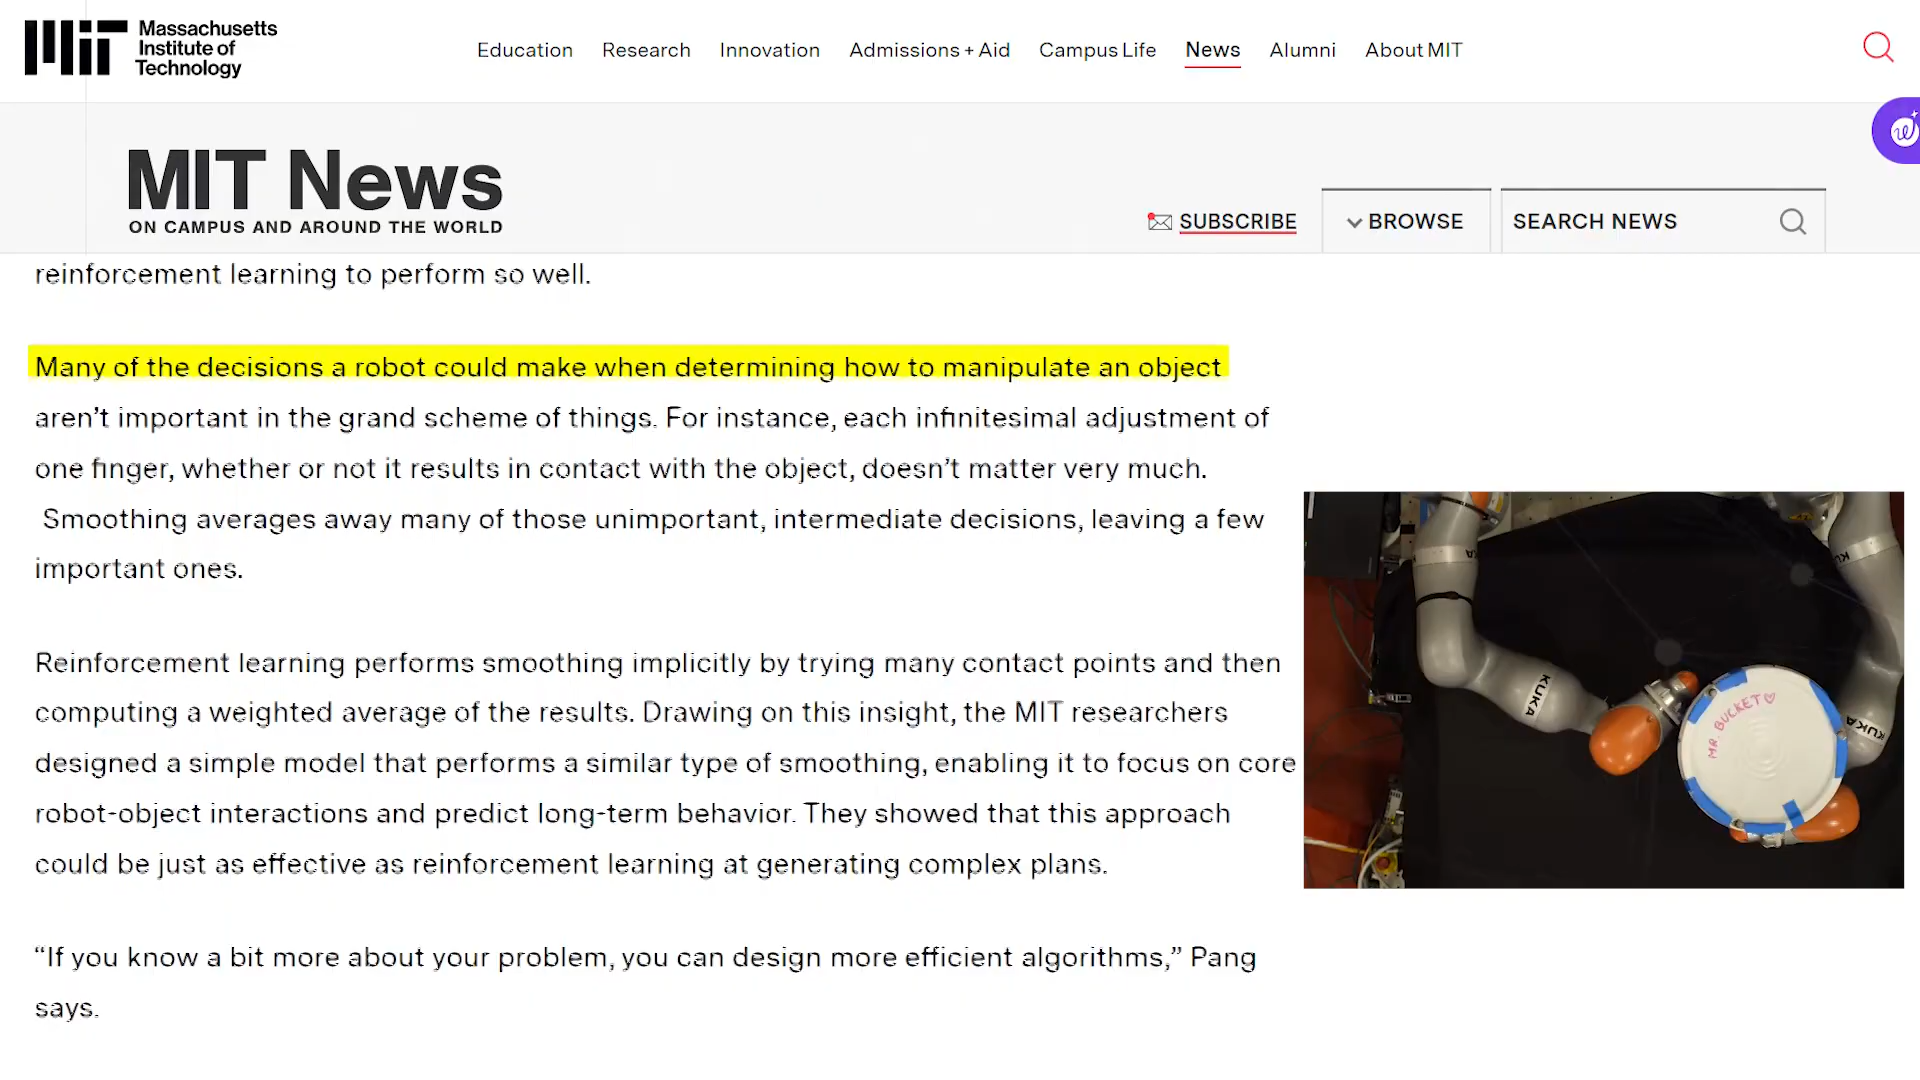 Massachusetts
Institute of
Technology
Education Research Innovation Admissions + Aid Campus Life News Alumni About MIT
MIT News
ON CAMPUS AND AROUND THE WORLD
SUBSCRIBE
BROWSE
SEARCH NEWS
reinforcement learning to perform so well.
Many of the decisions a robot could make when determining how to manipulate an object
aren’t important in the grand scheme of things. For instance, each infinitesimal adjustment of
one finger, whether or not it results in contact with the object, doesn’t matter very much.
Smoothing averages away many of those unimportant, intermediate decisions, leaving a few
important ones.
Reinforcement learning performs smoothing implicitly by trying many contact points and then
computing a weighted average of the results. Drawing on this insight, the MIT researchers
designed a simple model that performs a similar type of smoothing, enabling it to focus on core
robot-object interactions and predict long-term behavior. They showed that this approach
could be just as effective as reinforcement learning at generating complex plans.
“If you know a bit more about your problem, you can design more efficient algorithms,” Pang
says.
KUKA
MR. BUCKET♡
KUKA